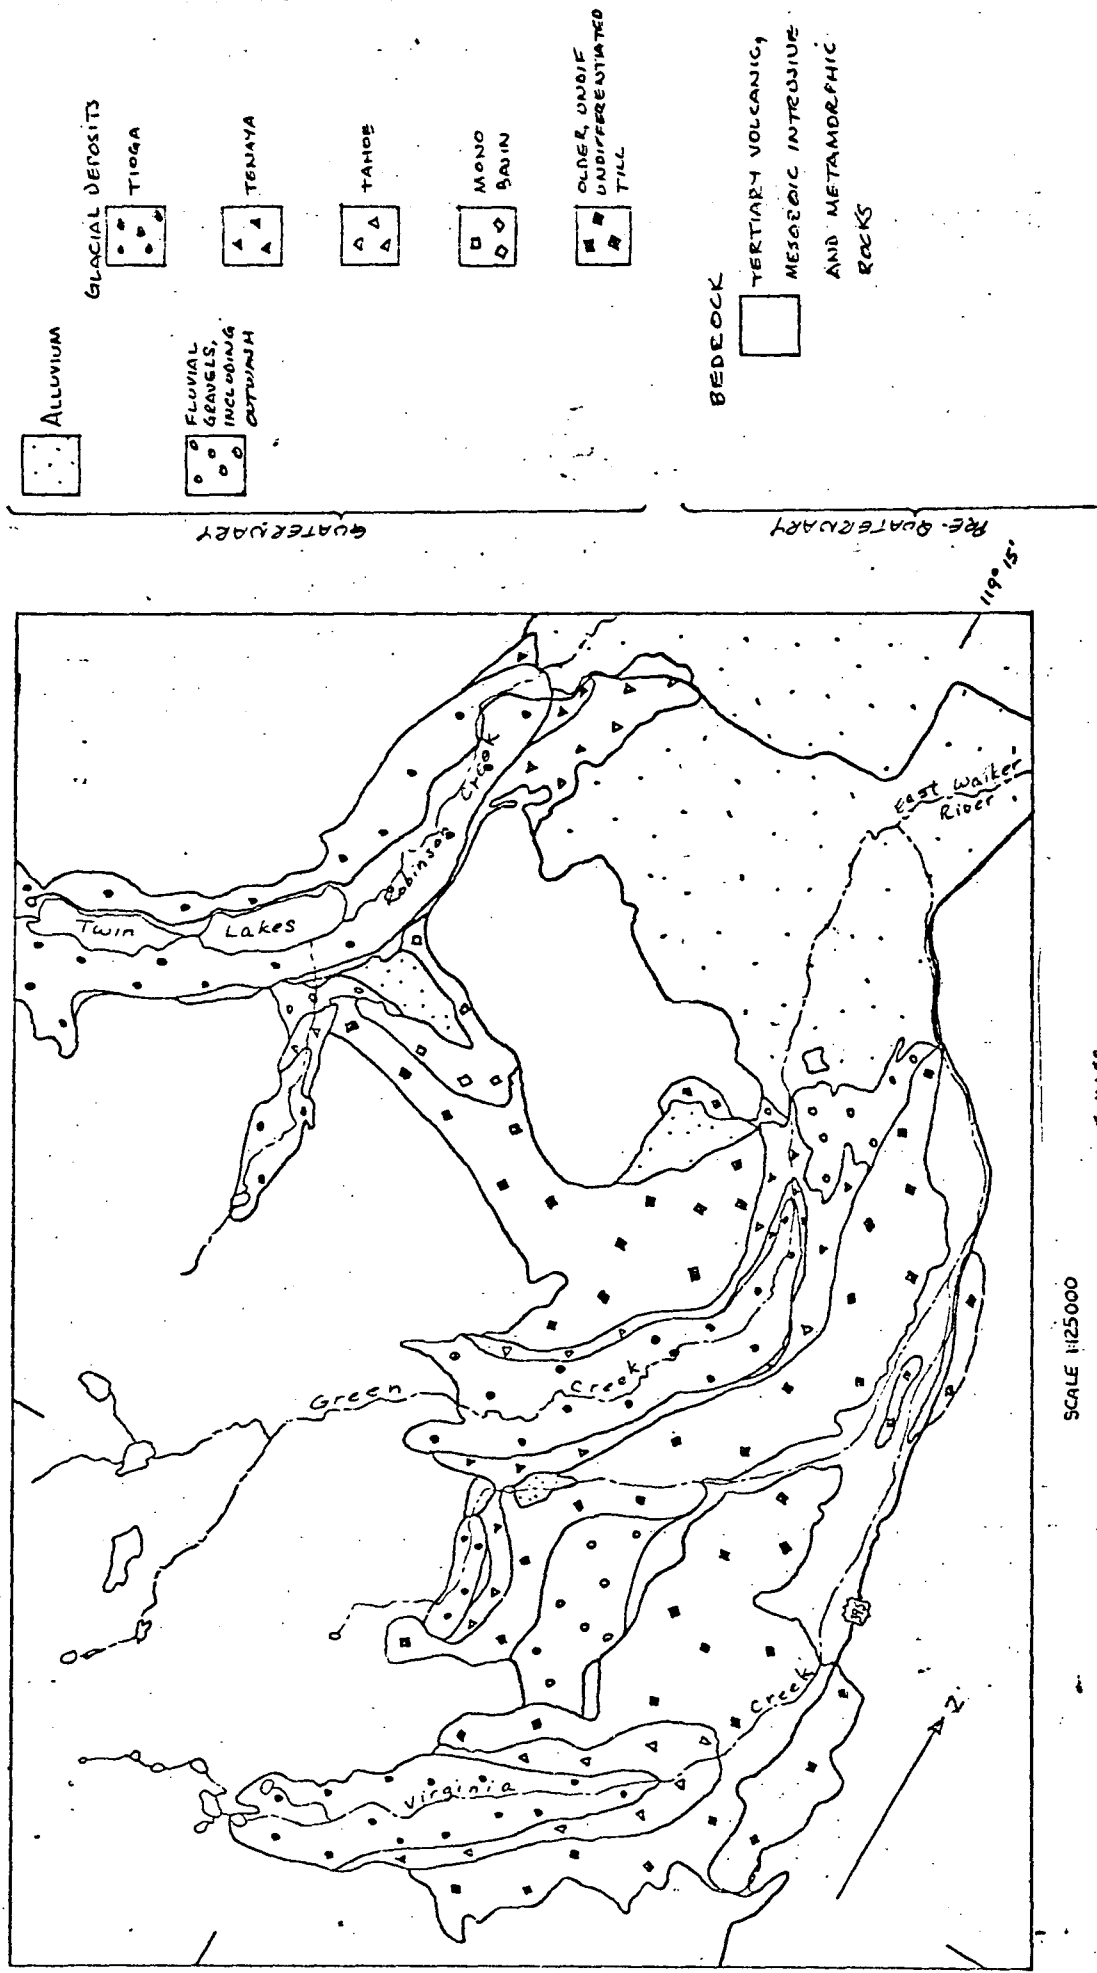 QUATERNARY
ALLUVIUM
FLUVIAL
GRAVELS,
INCLUDING
OUTWASH
GLACIAL DEPOSITS
TIOGA
TENAYA
TAHOE
MONO
BASIN
OLDER, UNDIF
UNDIFFERENTIATED
TILL
PRE-QUATERNARY
BEDROCK
TERTIARY VOLCANIC,
MESOZOIC INTRUSIVE
AND METAMORPHIC
ROCKS
119° 15'
Twin
Lakes
Robinson
Creek
East Walker
River
Green
Creek
Virginia
Creek
395
N
SCALE 1:125000